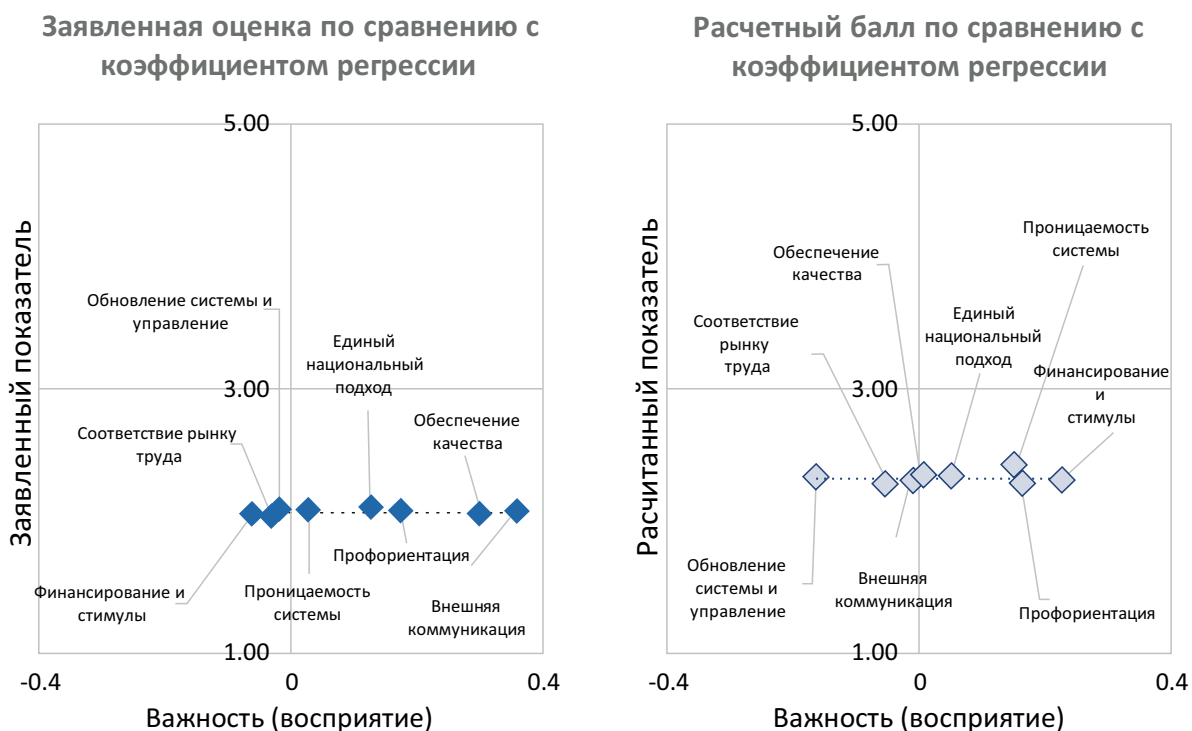 Заявленная оценка по сравнению с
коэффициентом регрессии
5.00
Заявленный показатель
Обновление системы и
управление
Единый
национальный
подход
3.00
Соответствие рынку
труда
Обеспечение
качества
Профориентация
Финансирование и
стимулы
Проницаемость
системы
Внешняя
коммуникация
1.00
-0.4
0
0.4
Важность (восприятие)
Расчетный балл по сравнению с
коэффициентом регрессии
5.00
Расчитанный показатель
Проницаемость
системы
Обеспечение
качества
Соответствие
рынку
труда
Единый
национальный
подход
3.00
Финансирование
и
стимулы
Обновление
системы и
управление
Внешняя
коммуникация
Профориентация
1.00
-0.4
0
0.4
Важность (восприятие)